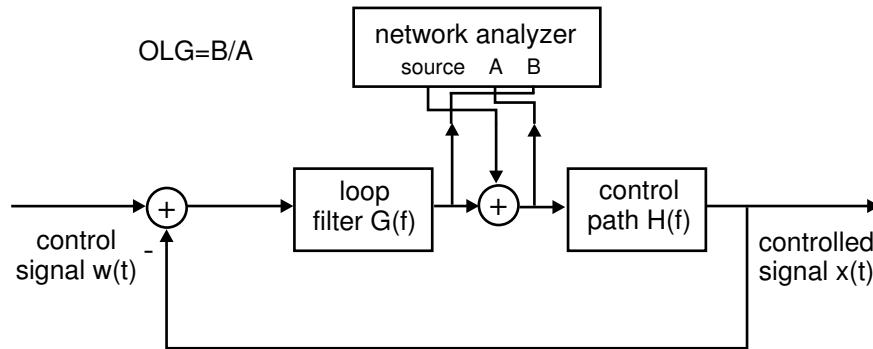 network analyzer
OLG=B/A
source A B
loop
filter G(f)
+
+
control
path H(f)
control
signal w(t)
-
controlled
signal x(t)